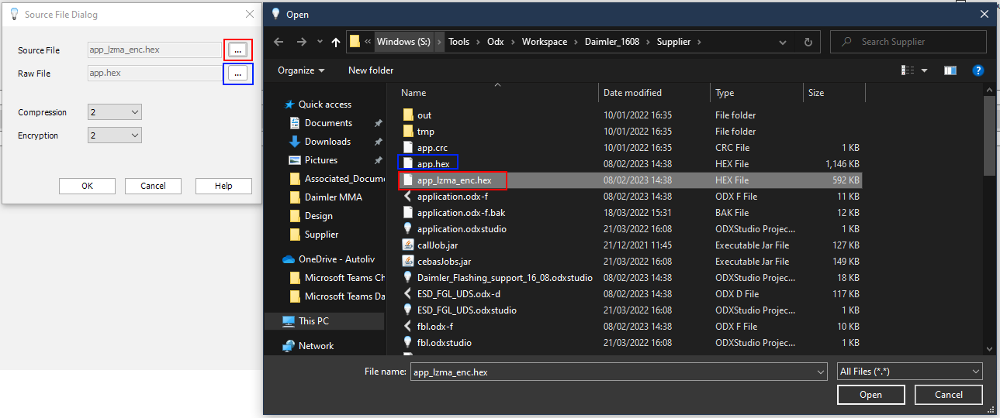 Source File Dialog
Source File app_lzma_enc.hex ...
Raw File app.hex ...
Compression 2
Encryption 2
OK Cancel Help
Open
« Windows (S:) › Tools › Odx › Workspace › Daimler_1608 › Supplier ›
Search Supplier
Organize New folder
Quick access
Documents
Downloads
Pictures
Associated_Docume
Daimler MMA
Design
Supplier
OneDrive - Autoliv
Microsoft Teams Ch
Microsoft Teams Da
This PC
Network
Name Date modified Type Size
out 10/01/2022 16:35 File folder
tmp 10/01/2022 16:35 File folder
app.crc 10/01/2022 16:35 CRC File 1 KB
app.hex 08/02/2023 14:38 HEX File 1,146 KB
app_lzma_enc.hex 08/02/2023 14:38 HEX File 592 KB
application.odx-f 08/02/2023 14:38 ODX F File 11 KB
application.odx-f.bak 18/03/2022 15:31 BAK File 12 KB
application.odxstudio 21/03/2022 16:08 ODXStudio Projec... 1 KB
callJob.jar 21/12/2021 11:45 Executable Jar File 127 KB
cebasJobs.jar 21/03/2022 16:08 Executable Jar File 149 KB
Daimler_Flashing_support_16_08.odxstudio 08/02/2023 14:38 ODXStudio Projec... 18 KB
ESD_FGL_UDS.odx-d 08/02/2023 14:38 ODX D File 117 KB
ESD_FGL_UDS.odxstudio 21/03/2022 16:08 ODXStudio Projec... 1 KB
fbl.odx-f 08/02/2023 14:38 ODX F File 10 KB
fbl.odxstudio 21/03/2022 16:08 ODXStudio Projec... 1 KB
File name: app_lzma_enc.hex All Files (*.*)
Open Cancel